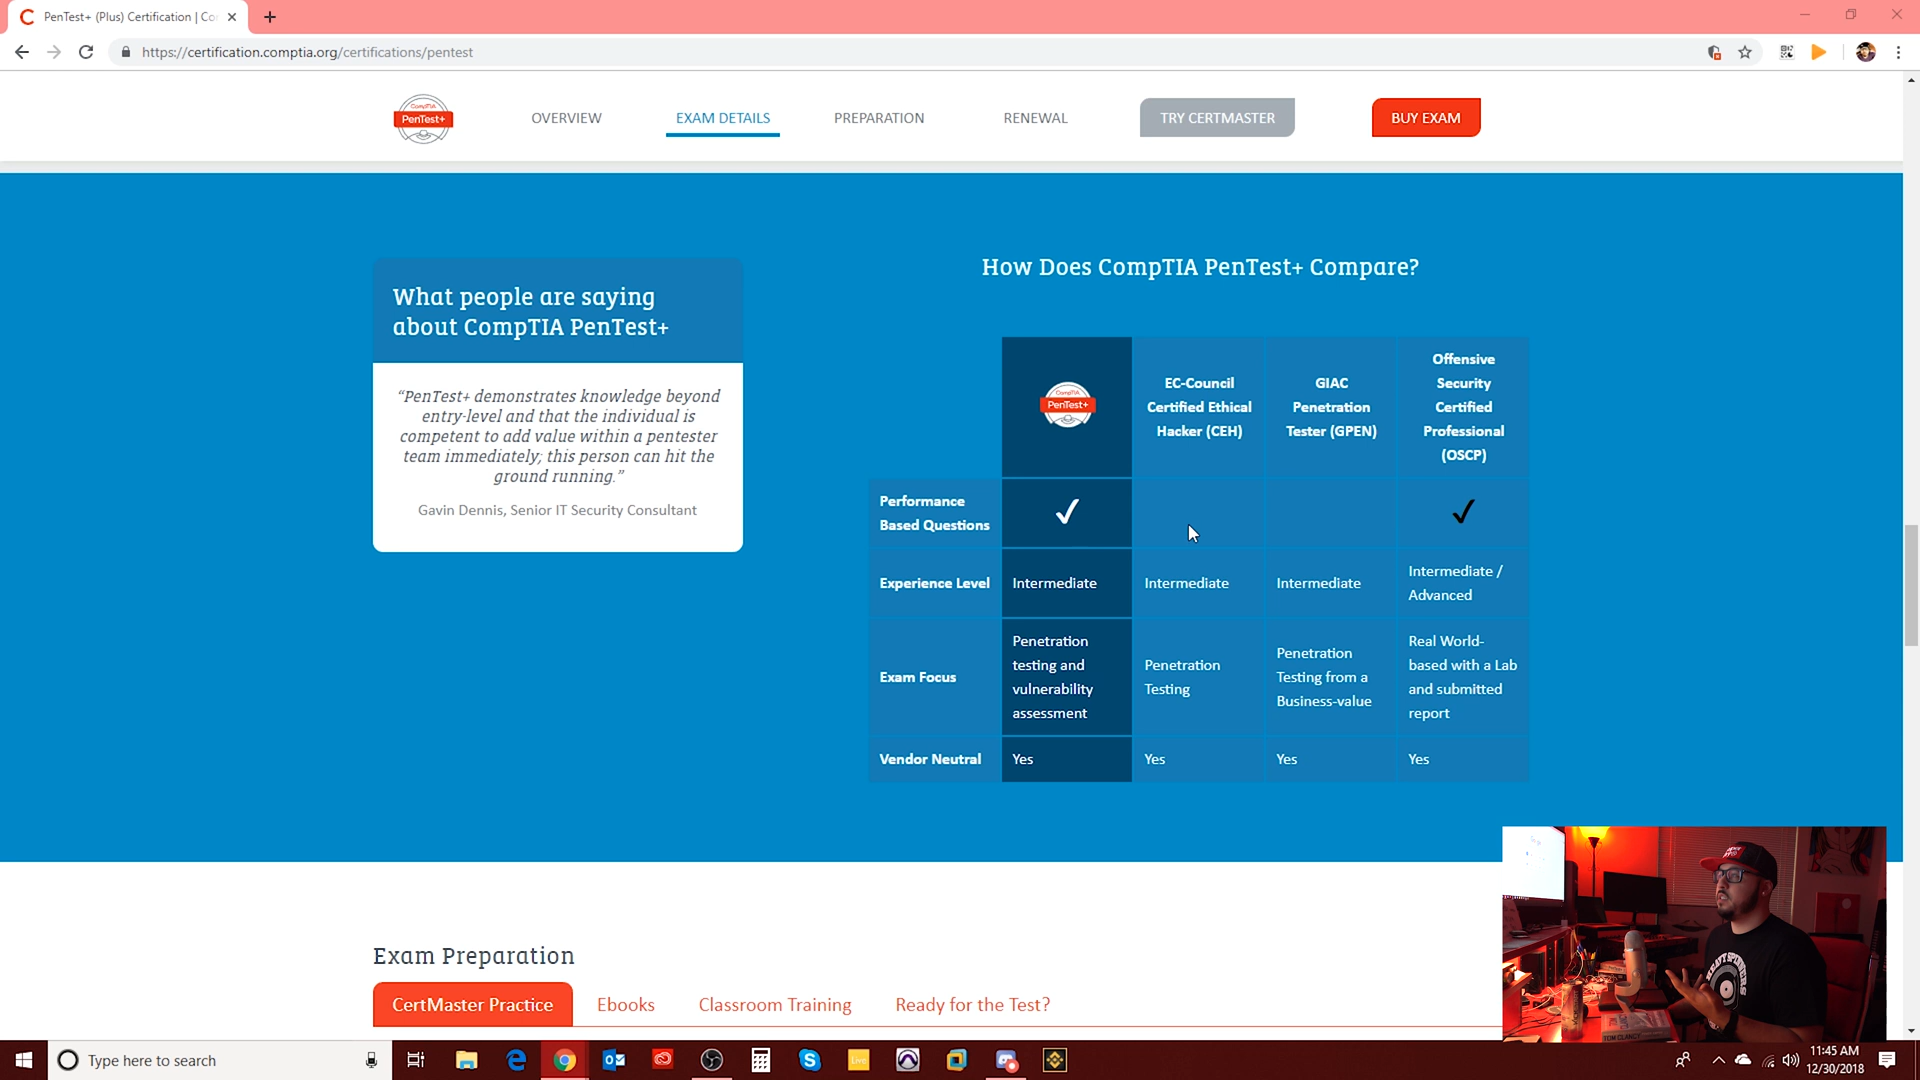 PenTest+ (Plus) Certification | Co
https://certification.comptia.org/certifications/pentest
CompTIA
PenTest+
OVERVIEW
EXAM DETAILS
PREPARATION
RENEWAL
TRY CERTMASTER
BUY EXAM
What people are saying
about CompTIA PenTest+
“PenTest+ demonstrates knowledge beyond
entry-level and that the individual is
competent to add value within a pentester
team immediately; this person can hit the
ground running.”
Gavin Dennis, Senior IT Security Consultant
How Does CompTIA PenTest+ Compare?
CompTIA
PenTest+
EC-Council
Certified Ethical
Hacker (CEH)
GIAC
Penetration
Tester (GPEN)
Offensive
Security
Certified
Professional
(OSCP)
Performance
Based Questions
Experience Level
Intermediate
Intermediate
Intermediate
Intermediate /
Advanced
Exam Focus
Penetration
testing and
vulnerability
assessment
Penetration
Testing
Penetration
Testing from a
Business-value
Real World-
based with a Lab
and submitted
report
Vendor Neutral
Yes
Yes
Yes
Yes
Exam Preparation
CertMaster Practice
Ebooks
Classroom Training
Ready for the Test?
HEAVY SPINNERS
TOM CLANCY
Type here to search
Live
11:45 AM
12/30/2018